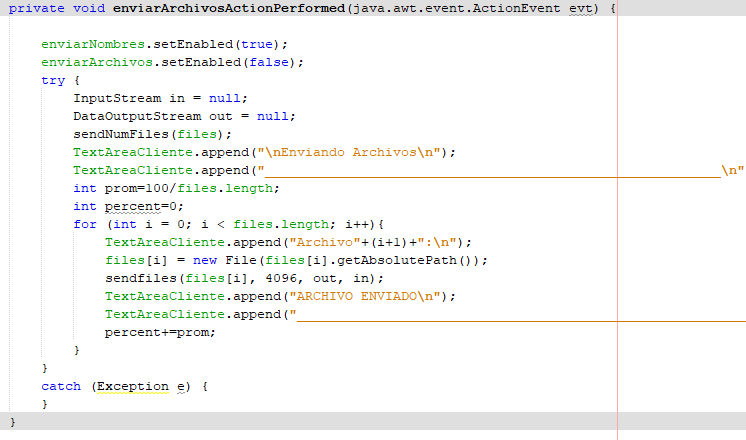 private void enviarArchivosActionPerformed(java.awt.event.ActionEvent evt) {
enviarNombres.setEnabled(true);
enviarArchivos.setEnabled(false);
try {
InputStream in = null;
DataOutputStream out = null;
sendNumFiles(files);
TextAreaCliente.append("\nEnviando Archivos\n");
TextAreaCliente.append("_________________________________________________________\n"
int prom=100/files.length;
int percent=0;
for (int i = 0; i < files.length; i++){
TextAreaCliente.append("Archivo"+(i+1)+":\n");
files[i] = new File(files[i].getAbsolutePath());
sendfiles(files[i], 4096, out, in);
TextAreaCliente.append("ARCHIVO ENVIADO\n");
TextAreaCliente.append("________________________________________________________
percent+=prom;
}
}
catch (Exception e) {
}
}